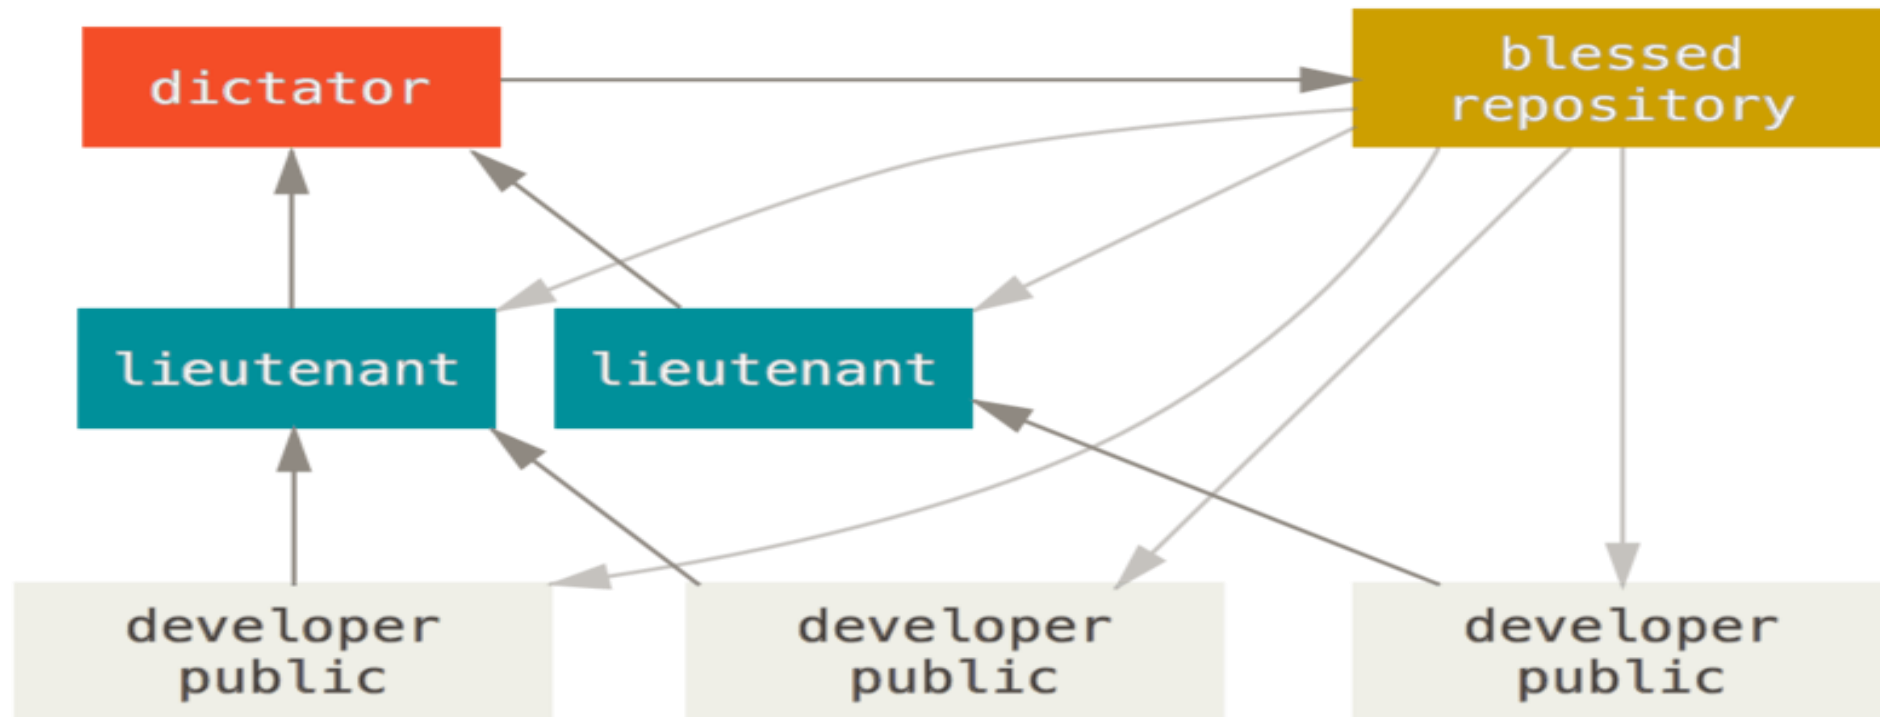 dictator
blessed
repository
lieutenant
lieutenant
developer
public
developer
public
developer
public